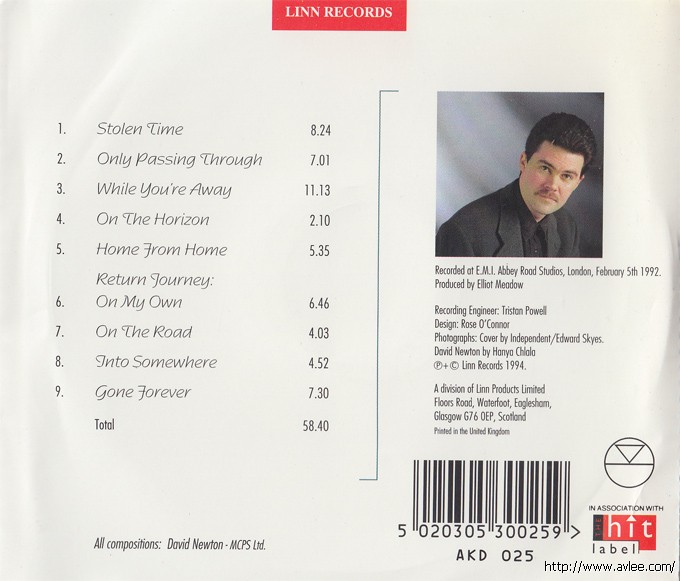 LINN RECORDS
1. Stolen Time 8.24
2. Only Passing Through 7.01
3. While You're Away 11.13
4. On The Horizon 2.10
5. Home From Home 5.35
Return Journey:
6. On My Own 6.46
7. On The Road 4.03
8. Into Somewhere 4.52
9. Gone Forever 7.30
Total 58.40
All compositions: David Newton - MCPS Ltd.
Recorded at E.M.I. Abbey Road Studios, London, February 5th 1992.
Produced by Elliot Meadow
Recording Engineer: Tristan Powell
Design: Rose O'Connor
Photographs: Cover by Independent/Edward Skyes.
David Newton by Hanya Chlala
℗+© Linn Records 1994.
A division of Linn Products Limited
Floors Road, Waterfoot, Eaglesham,
Glasgow G76 0EP, Scotland
Printed in the United Kingdom
5 020305 300259 >
AKD 025
IN ASSOCIATION WITH
THE hit
label
http://www.avlee.com/